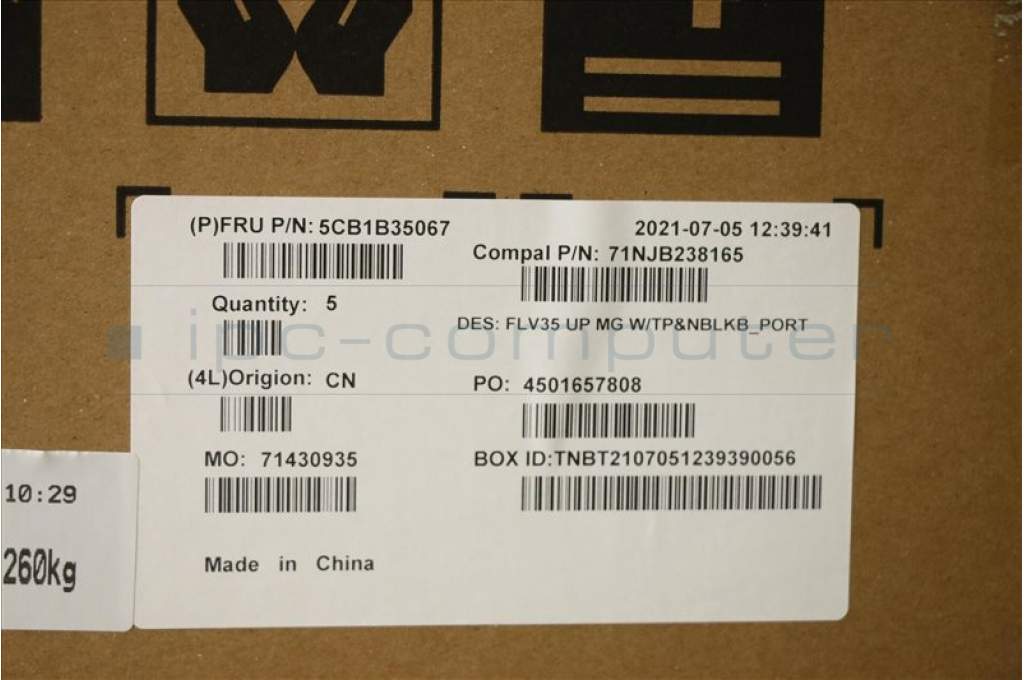 (P)FRU P/N: 5CB1B35067
2021-07-05 12:39:41
Compal P/N: 71NJB238165
Quantity: 5
DES: FLV35 UP MG W/TP&NBLKB_PORT
ipc-computer
(4L)Origion: CN
PO: 4501657808
MO: 71430935
BOX ID:TNBT2107051239390056
10:29
260kg
Made in China